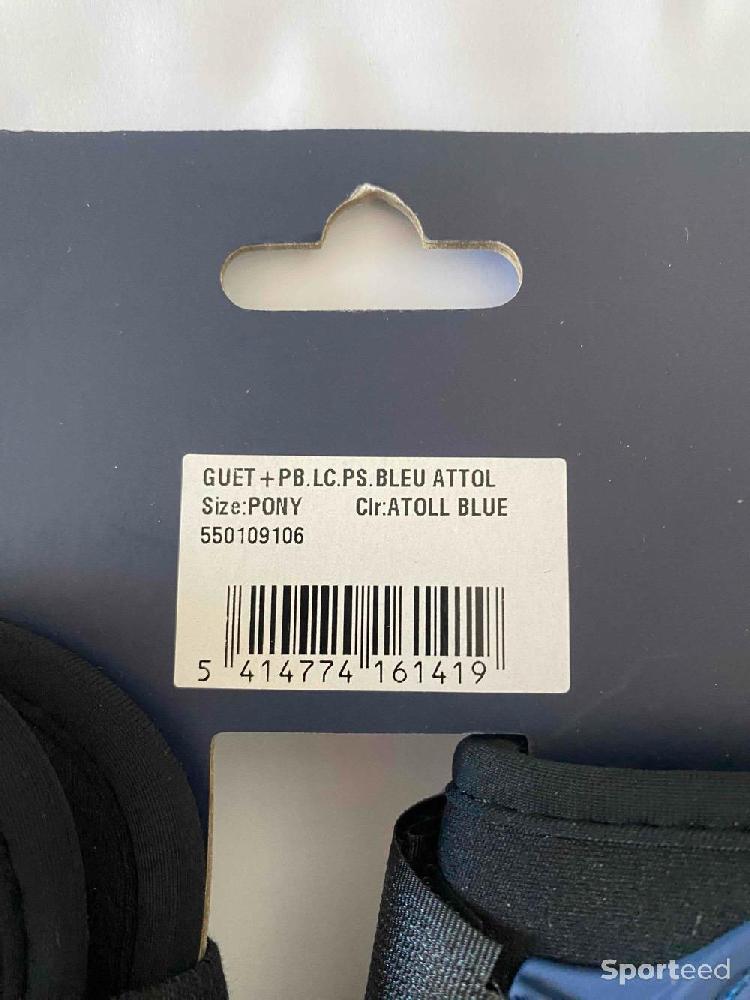 GUET+PB.LC.PS.BLEU ATTOL
Size:PONY Clr:ATOLL BLUE
550109106
5 414774 161419
Sporteed